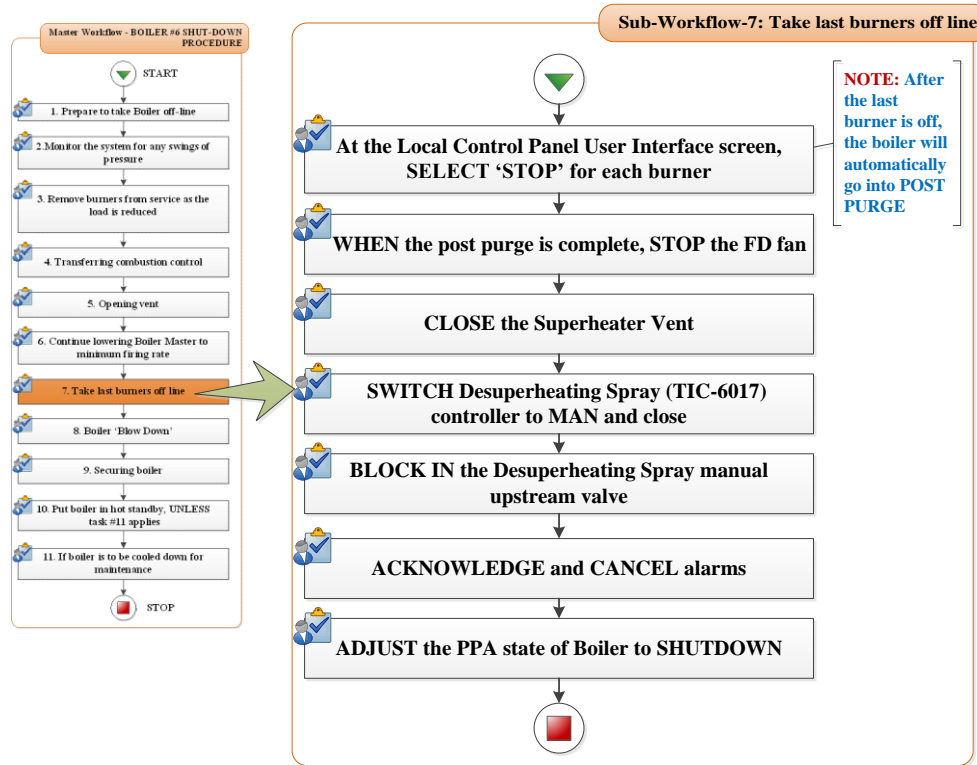 Master Workflow - BOILER #6 SHUT-DOWN
PROCEDURE
START
1. Prepare to take Boiler off-line
2.Monitor the system for any swings of
pressure
3. Remove burners from service as the
load is reduced
4. Transferring combustion control
5. Opening vent
6. Continue lowering Boiler Master to
minimum firing rate
7. Take last burners off line
8. Boiler ‘Blow Down’
9. Securing boiler
10. Put boiler in hot standby, UNLESS
task #11 applies
11. If boiler is to be cooled down for
maintenance
STOP
Sub-Workflow-7: Take last burners off line
At the Local Control Panel User Interface screen,
SELECT ‘STOP’ for each burner
NOTE: After
the last
burner is off,
the boiler will
automatically
go into POST
PURGE
WHEN the post purge is complete, STOP the FD fan
CLOSE the Superheater Vent
SWITCH Desuperheating Spray (TIC-6017)
controller to MAN and close
BLOCK IN the Desuperheating Spray manual
upstream valve
ACKNOWLEDGE and CANCEL alarms
ADJUST the PPA state of Boiler to SHUTDOWN